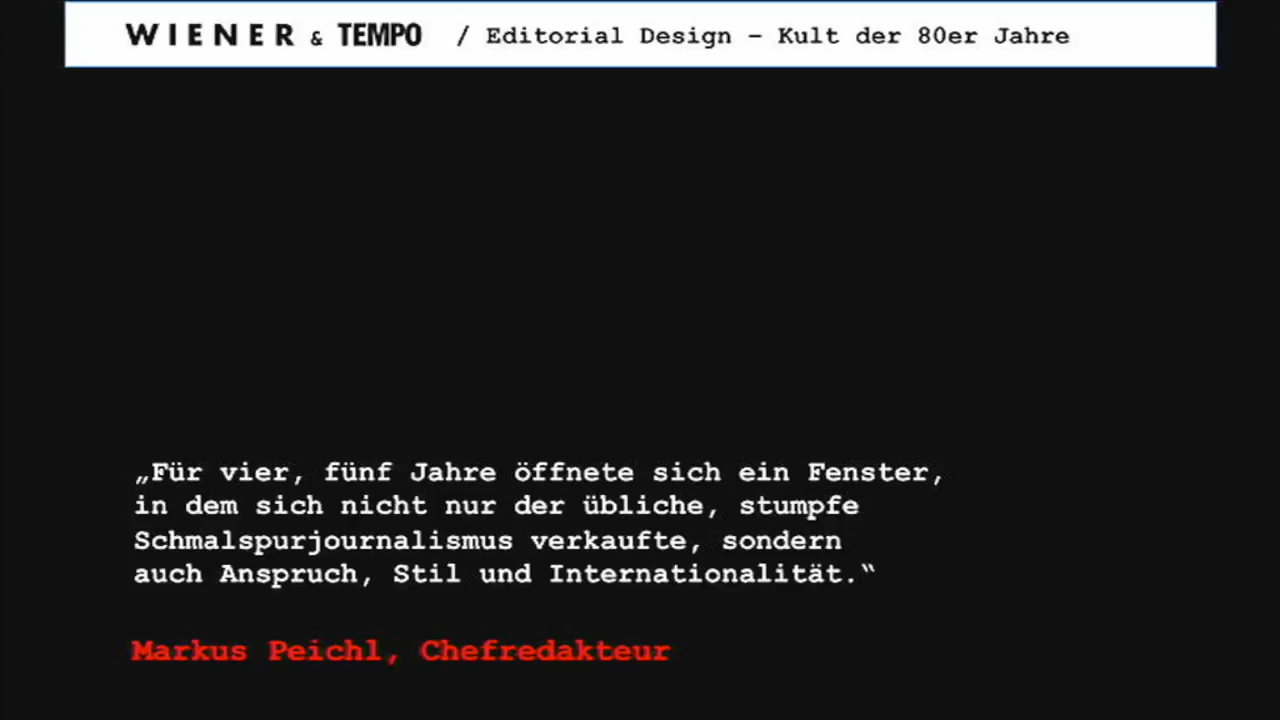 WIENER & TEMPO / Editorial Design – Kult der 80er Jahre
„Für vier, fünf Jahre öffnete sich ein Fenster,
in dem sich nicht nur der übliche, stumpfe
Schmalspurjournalismus verkaufte, sondern
auch Anspruch, Stil und Internationalität.“
Markus Peichl, Chefredakteur